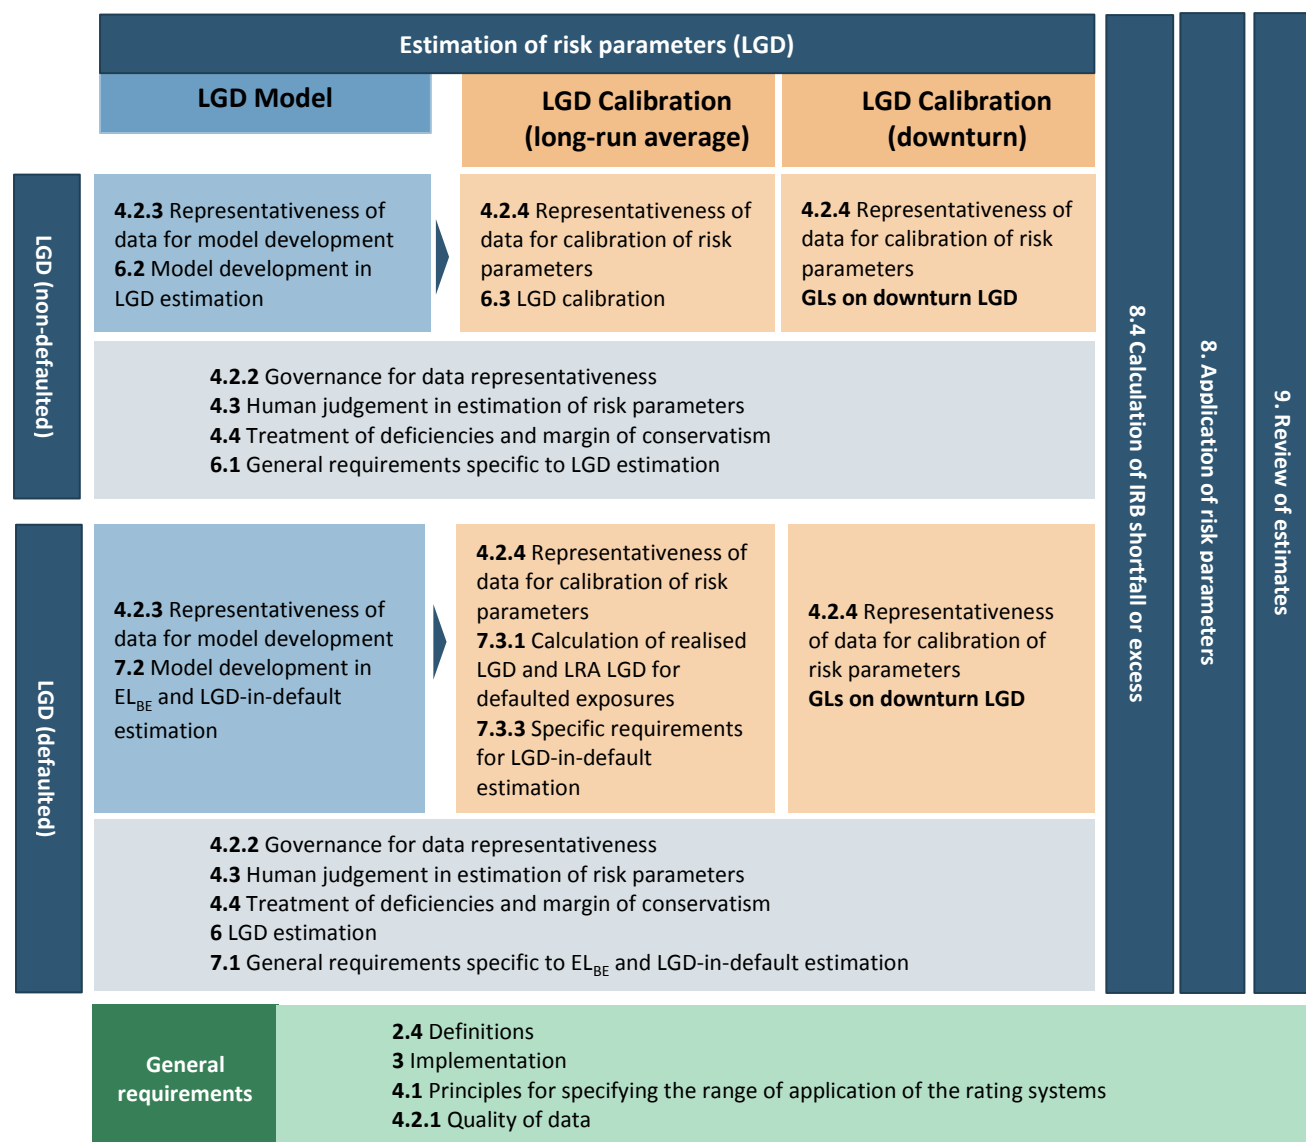 Estimation of risk parameters (LGD)
LGD Model
LGD Calibration
(long-run average)
LGD Calibration
(downturn)
LGD (non-defaulted)
4.2.3 Representativeness of
data for model development
6.2 Model development in
LGD estimation
4.2.4 Representativeness of
data for calibration of risk
parameters
6.3 LGD calibration
4.2.4 Representativeness of
data for calibration of risk
parameters
GLs on downturn LGD
4.2.2 Governance for data representativeness
4.3 Human judgement in estimation of risk parameters
4.4 Treatment of deficiencies and margin of conservatism
6.1 General requirements specific to LGD estimation
LGD (defaulted)
4.2.3 Representativeness of
data for model development
7.2 Model development in
ELBE and LGD-in-default
estimation
4.2.4 Representativeness of
data for calibration of risk
parameters
7.3.1 Calculation of realised
LGD and LRA LGD for
defaulted exposures
7.3.3 Specific requirements
for LGD-in-default
estimation
4.2.4 Representativeness
of data for calibration of
risk parameters
GLs on downturn LGD
4.2.2 Governance for data representativeness
4.3 Human judgement in estimation of risk parameters
4.4 Treatment of deficiencies and margin of conservatism
6 LGD estimation
7.1 General requirements specific to ELBE and LGD-in-default estimation
8.4 Calculation of IRB shortfall or excess
8. Application of risk parameters
9. Review of estimates
General
requirements
2.4 Definitions
3 Implementation
4.1 Principles for specifying the range of application of the rating systems
4.2.1 Quality of data